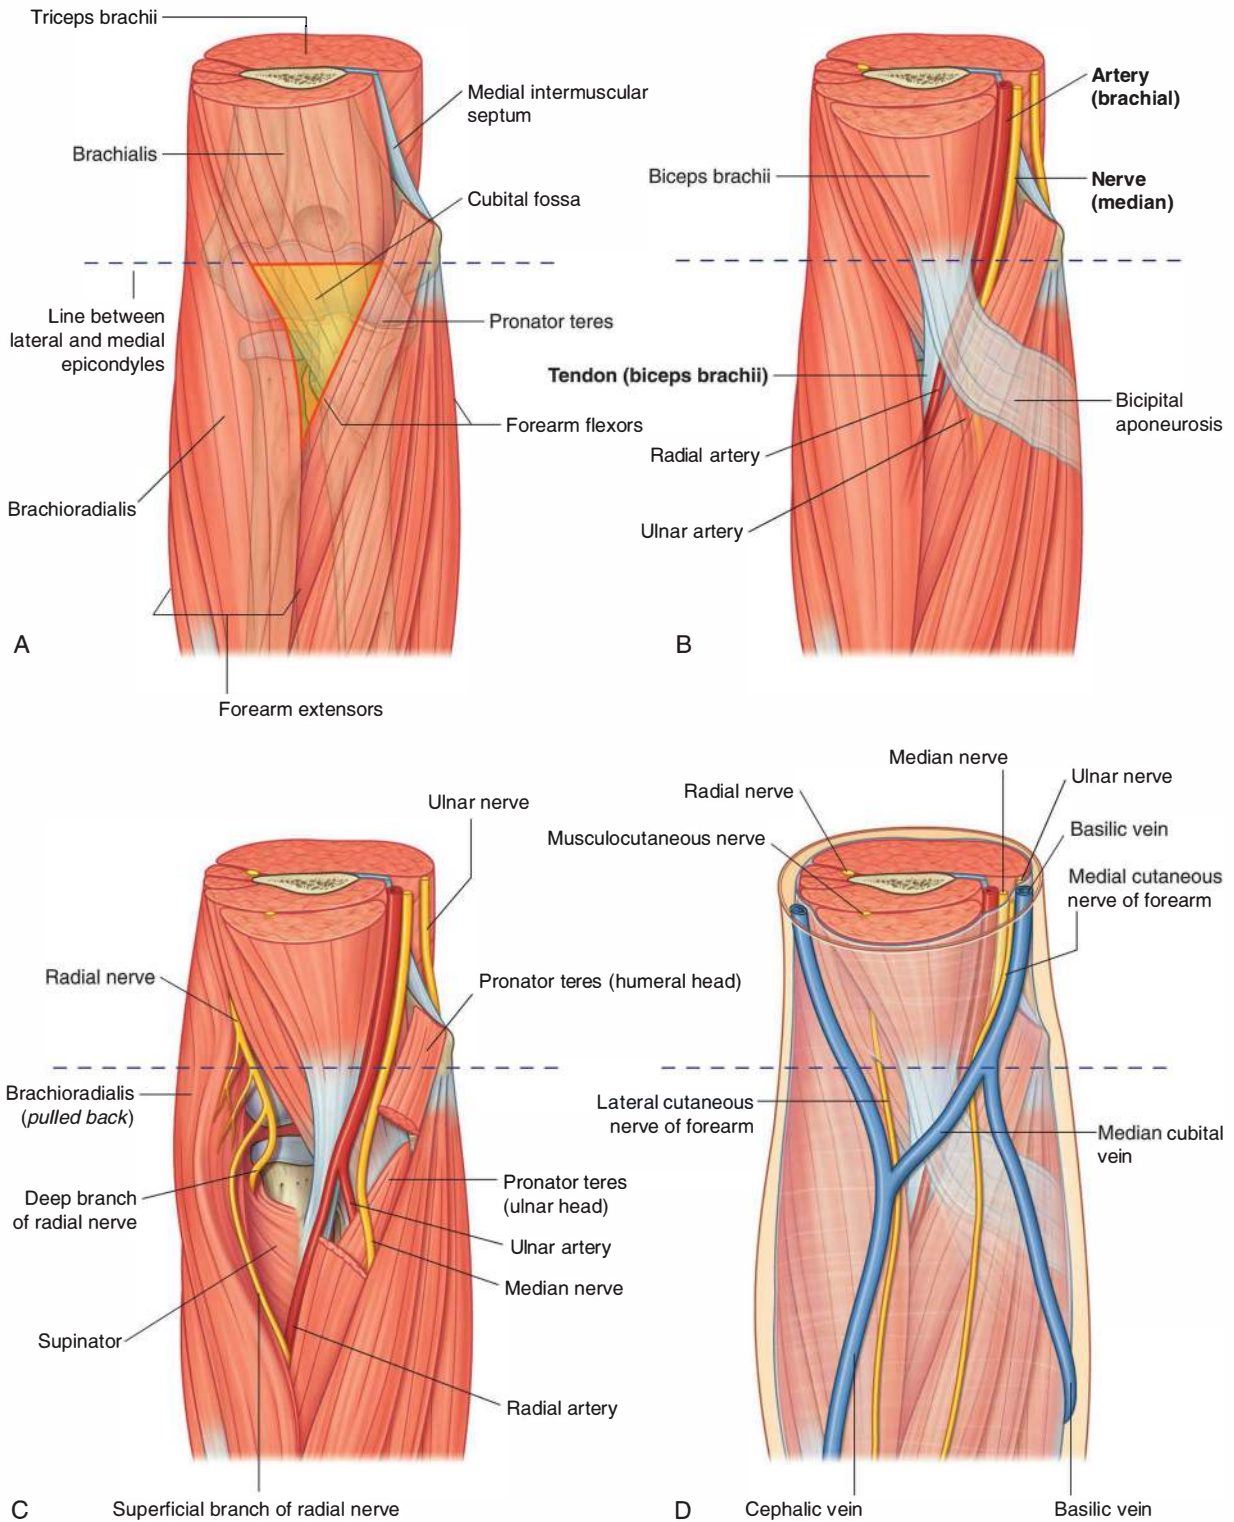 Triceps brachii
Medial intermuscular
septum
Brachialis
Cubital fossa
Line between
lateral and medial
epicondyles
Pronator teres
Forearm flexors
Brachioradialis
A
Forearm extensors
Artery
(brachial)
Biceps brachii
Nerve
(median)
Tendon (biceps brachii)
Bicipital
aponeurosis
Radial artery
Ulnar artery
B
Ulnar nerve
Radial nerve
Pronator teres (humeral head)
Brachioradialis
(pulled back)
Deep branch
of radial nerve
Pronator teres
(ulnar head)
Ulnar artery
Median nerve
Supinator
Radial artery
C
Superficial branch of radial nerve
Median nerve
Radial nerve
Ulnar nerve
Musculocutaneous nerve
Basilic vein
Medial cutaneous
nerve of forearm
Lateral cutaneous
nerve of forearm
Median cubital
vein
D
Cephalic vein
Basilic vein